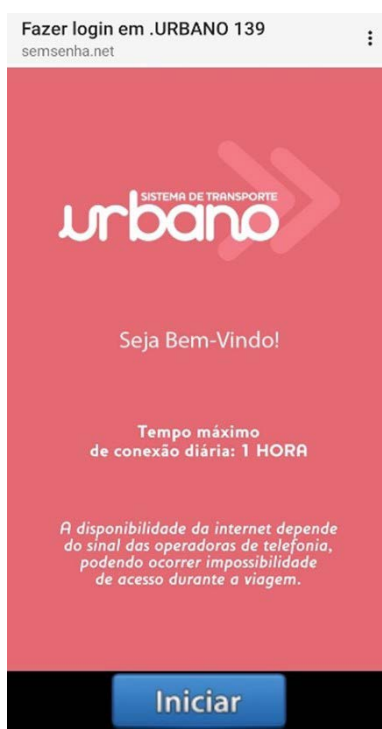 Fazer login em .URBANO 139
semsenha.net
SISTEMA DE TRANSPORTE
urbano
Seja Bem-Vindo!
Tempo máximo
de conexão diária: 1 HORA
A disponibilidade da internet depende
do sinal das operadoras de telefonia,
podendo ocorrer impossibilidade
de acesso durante a viagem.
Iniciar